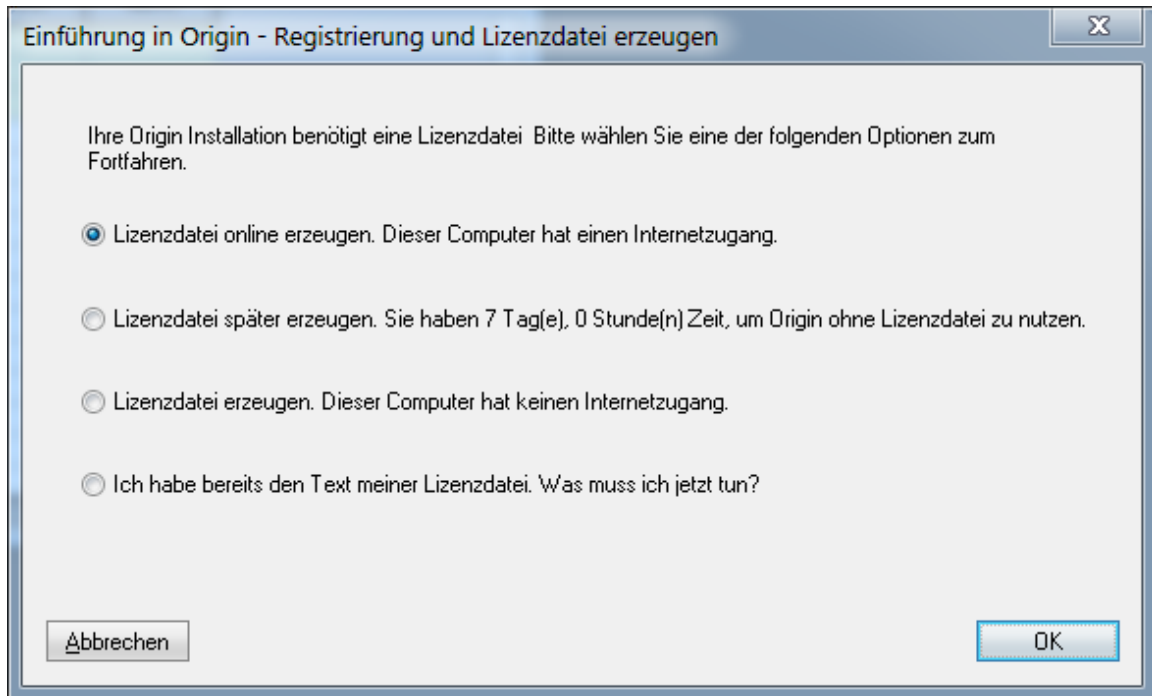 Einführung in Origin - Registrierung und Lizenzdatei erzeugen
Ihre Origin Installation benötigt eine Lizenzdatei  Bitte wählen Sie eine der folgenden Optionen zum
Fortfahren.
Lizenzdatei online erzeugen. Dieser Computer hat einen Internetzugang.
Lizenzdatei später erzeugen. Sie haben 7 Tag(e), 0 Stunde(n) Zeit, um Origin ohne Lizenzdatei zu nutzen.
Lizenzdatei erzeugen. Dieser Computer hat keinen Internetzugang.
Ich habe bereits den Text meiner Lizenzdatei. Was muss ich jetzt tun?
Abbrechen
OK